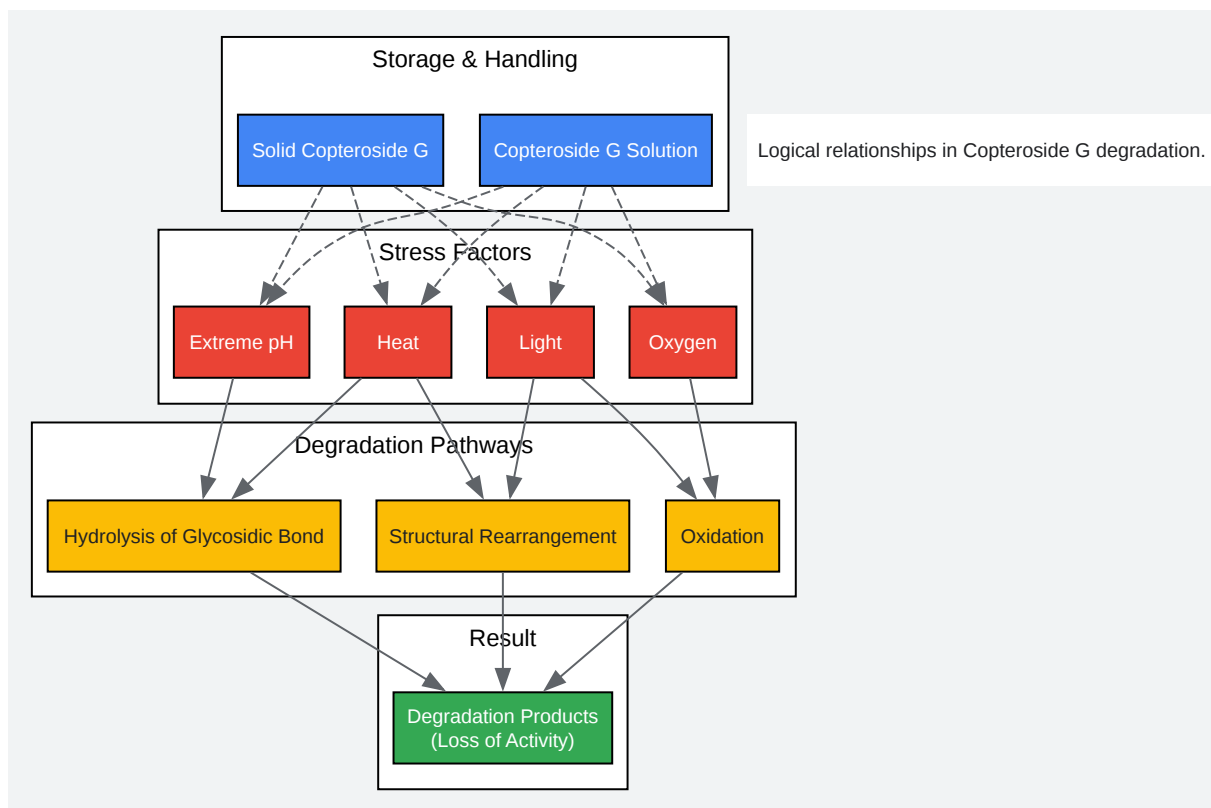 Storage & Handling
Solid Copteroside G
Copteroside G Solution
Logical relationships in Copteroside G degradation.
Stress Factors
Extreme pH
Heat
Light
Oxygen
Degradation Pathways
Hydrolysis of Glycosidic Bond
Structural Rearrangement
Oxidation
Result
Degradation Products
(Loss of Activity)